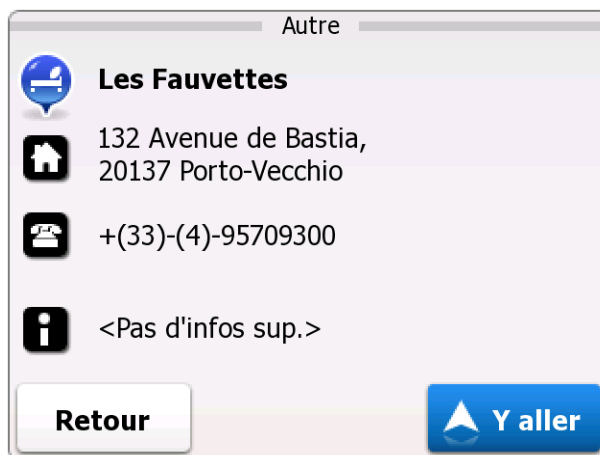 Autre
Les Fauvettes
132 Avenue de Bastia,
20137 Porto-Vecchio
+(33)-(4)-95709300
<Pas d'infos sup.>
Retour
Y aller